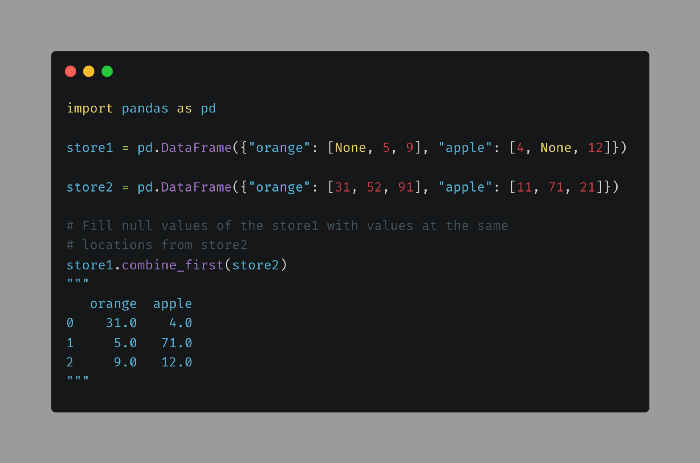 import pandas as pd
store1 = pd.DataFrame({"orange": [None, 5, 9], "apple": [4, None, 12]})
store2 = pd.DataFrame({"orange": [31, 52, 91], "apple": [11, 71, 21]})
# Fill null values of the store1 with values at the same
# locations from store2
store1.combine_first(store2)
"""
   orange  apple
0    31.0    4.0
1     5.0   71.0
2     9.0   12.0
"""